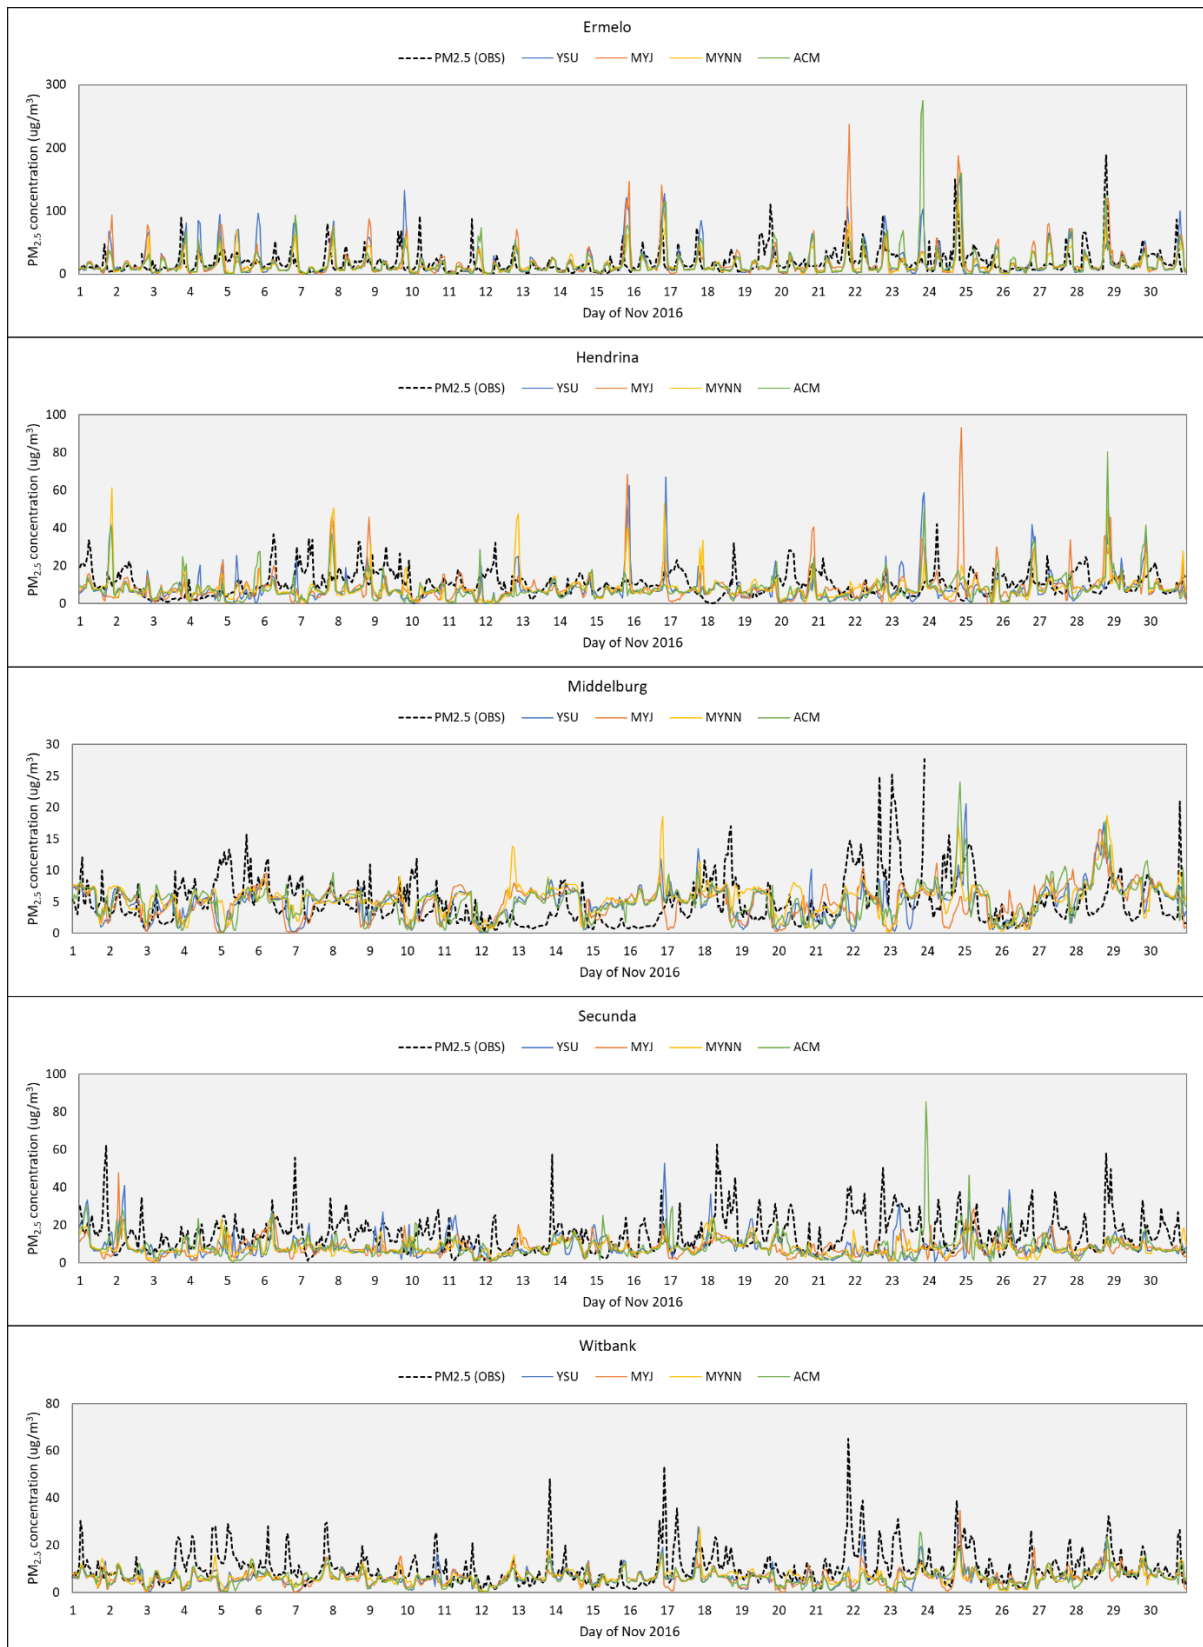 Ermelo
PM2.5 (OBS) YSU MYJ MYNN ACM
PM2.5 concentration (ug/m3)
300
200
100
0
1 2 3 4 5 6 7 8 9 10 11 12 13 14 15 16 17 18 19 20 21 22 23 24 25 26 27 28 29 30
Day of Nov 2016
Hendrina
PM2.5 (OBS) YSU MYJ MYNN ACM
PM2.5 concentration (ug/m3)
100
80
60
40
20
0
1 2 3 4 5 6 7 8 9 10 11 12 13 14 15 16 17 18 19 20 21 22 23 24 25 26 27 28 29 30
Day of Nov 2016
Middelburg
PM2.5 (OBS) YSU MYJ MYNN ACM
PM2.5 concentration (ug/m3)
30
25
20
15
10
5
0
1 2 3 4 5 6 7 8 9 10 11 12 13 14 15 16 17 18 19 20 21 22 23 24 25 26 27 28 29 30
Day of Nov 2016
Secunda
PM2.5 (OBS) YSU MYJ MYNN ACM
PM2.5 concentration (ug/m3)
100
80
60
40
20
0
1 2 3 4 5 6 7 8 9 10 11 12 13 14 15 16 17 18 19 20 21 22 23 24 25 26 27 28 29 30
Day of Nov 2016
Witbank
PM2.5 (OBS) YSU MYJ MYNN ACM
PM2.5 concentration (ug/m3)
80
60
40
20
0
1 2 3 4 5 6 7 8 9 10 11 12 13 14 15 16 17 18 19 20 21 22 23 24 25 26 27 28 29 30
Day of Nov 2016